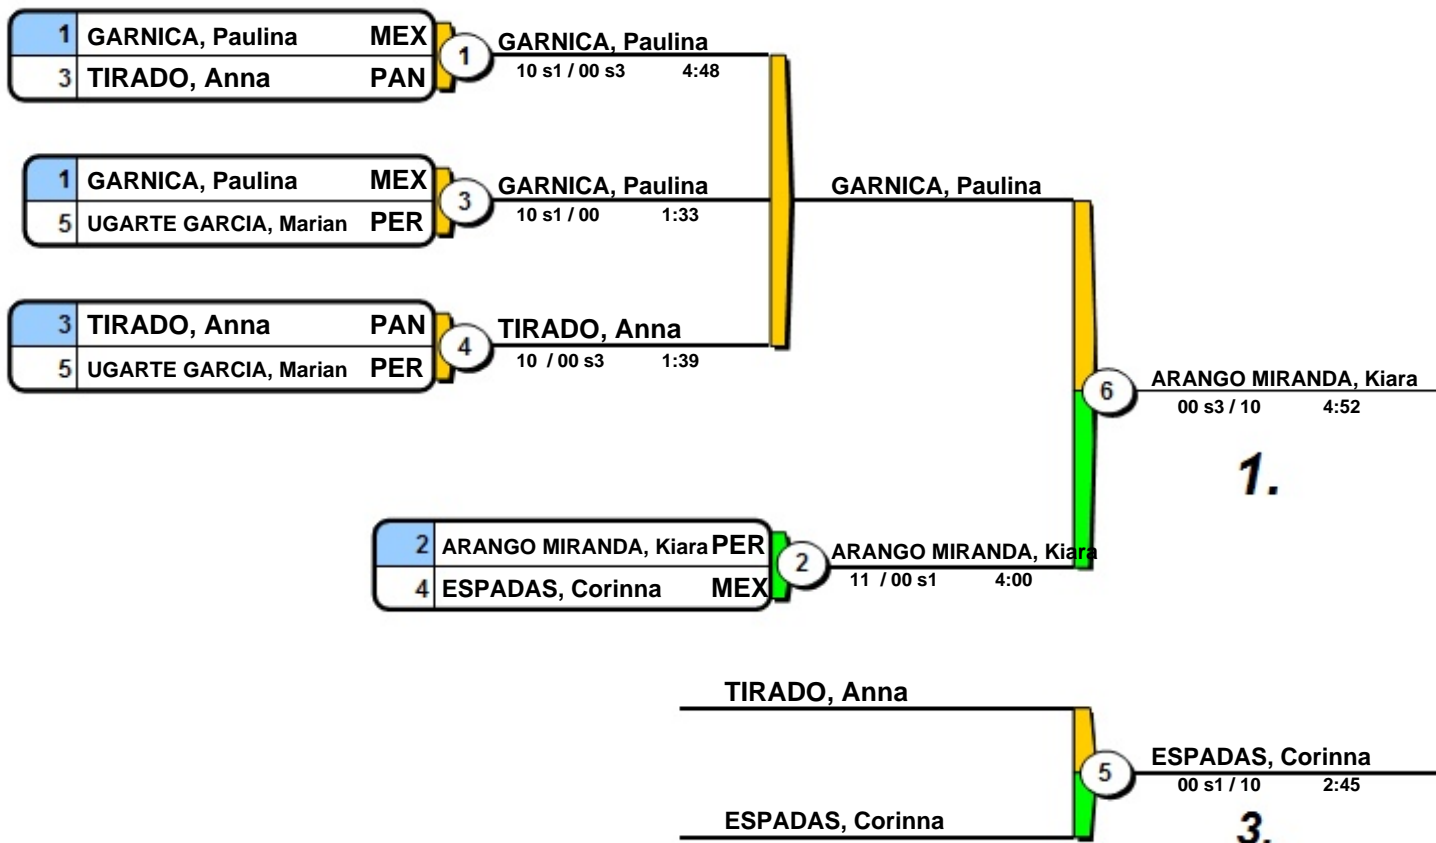 1 GARNICA, Paulina MEX
3 TIRADO, Anna PAN
1
GARNICA, Paulina
10 s1 / 00 s3 4:48
1 GARNICA, Paulina MEX
5 UGARTE GARCIA, Marian PER
3
GARNICA, Paulina
10 s1 / 00 1:33
GARNICA, Paulina
3 TIRADO, Anna PAN
5 UGARTE GARCIA, Marian PER
4
TIRADO, Anna
10 / 00 s3 1:39
6
ARANGO MIRANDA, Kiara
00 s3 / 10 4:52
1.
2 ARANGO MIRANDA, Kiara PER
4 ESPADAS, Corinna MEX
2
ARANGO MIRANDA, Kiara
11 / 00 s1 4:00
TIRADO, Anna
5
ESPADAS, Corinna
00 s1 / 10 2:45
ESPADAS, Corinna
3.